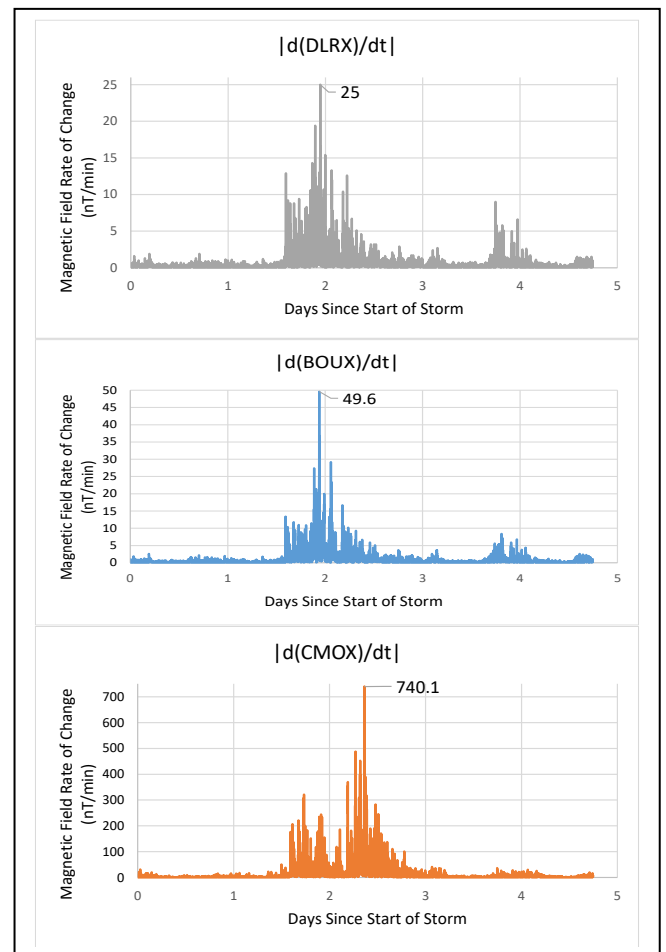 |d(DLRX)/dt|
Magnetic Field Rate of Change
(nT/min)
25
20
15
10
5
0
25
0 1 2 3 4 5
Days Since Start of Storm
|d(BOUX)/dt|
Magnetic Field Rate of Change
(nT/min)
50
45
40
35
30
25
20
15
10
5
0
49.6
0 1 2 3 4 5
Days Since Start of Storm
|d(CMOX)/dt|
Magnetic Field Rate of Change
(nT/min)
700
600
500
400
300
200
100
0
740.1
0 1 2 3 4 5
Days Since Start of Storm